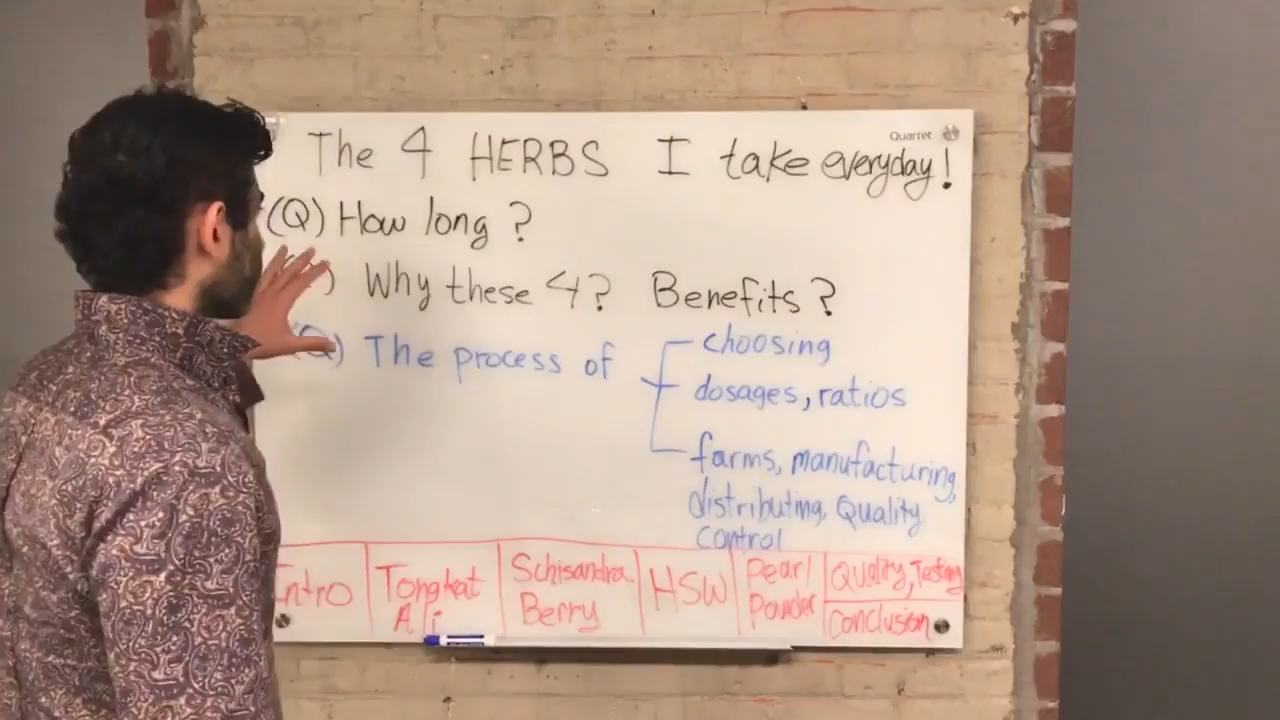 Quartet
The 4 HERBS I take everyday!
(Q) How long?
) Why these 4? Benefits?
(Q) The process of
choosing
dosages, ratios
farms, manufacturing,
distributing, Quality
control
Intro
Tongkat
Ali
Schisandra
Berry
HSW
Pearl
Powder
Quality, Testing
Conclusion